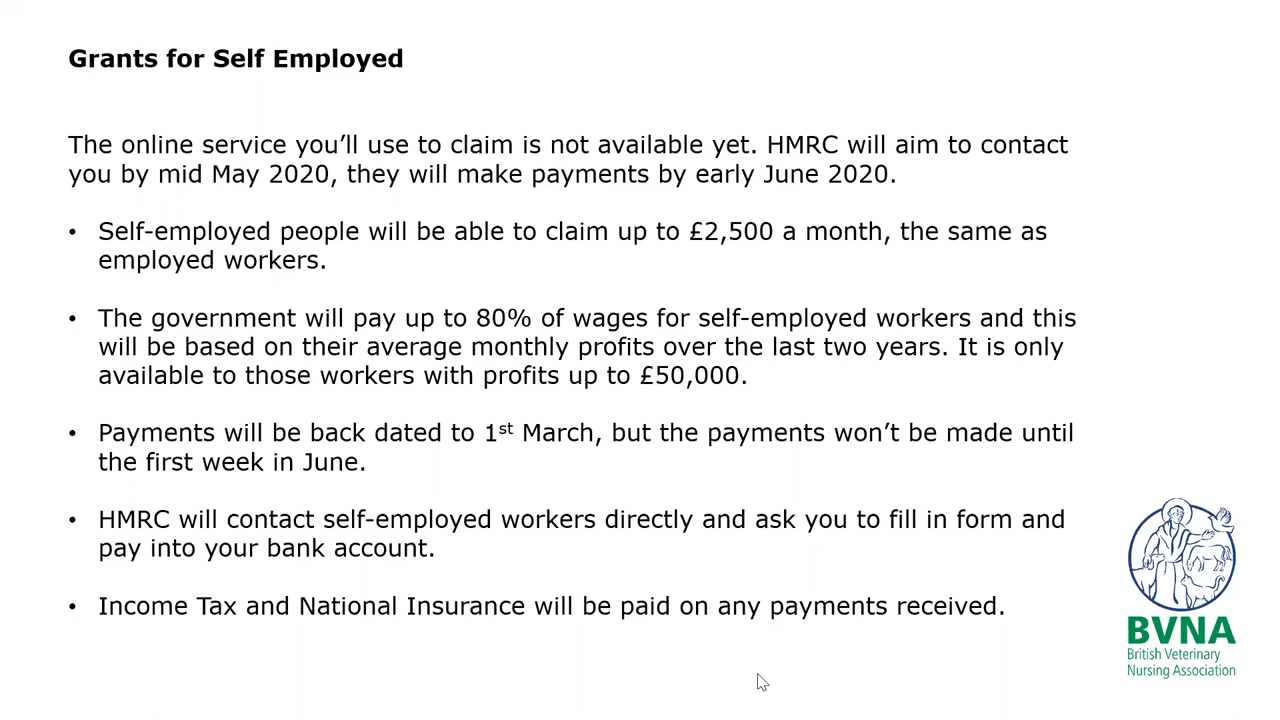 Grants for Self Employed
The online service you’ll use to claim is not available yet. HMRC will aim to contact
you by mid May 2020, they will make payments by early June 2020.
• Self-employed people will be able to claim up to £2,500 a month, the same as
employed workers.
• The government will pay up to 80% of wages for self-employed workers and this
will be based on their average monthly profits over the last two years. It is only
available to those workers with profits up to £50,000.
• Payments will be back dated to 1st March, but the payments won’t be made until
the first week in June.
• HMRC will contact self-employed workers directly and ask you to fill in form and
pay into your bank account.
• Income Tax and National Insurance will be paid on any payments received.
BVNA
British Veterinary
Nursing Association